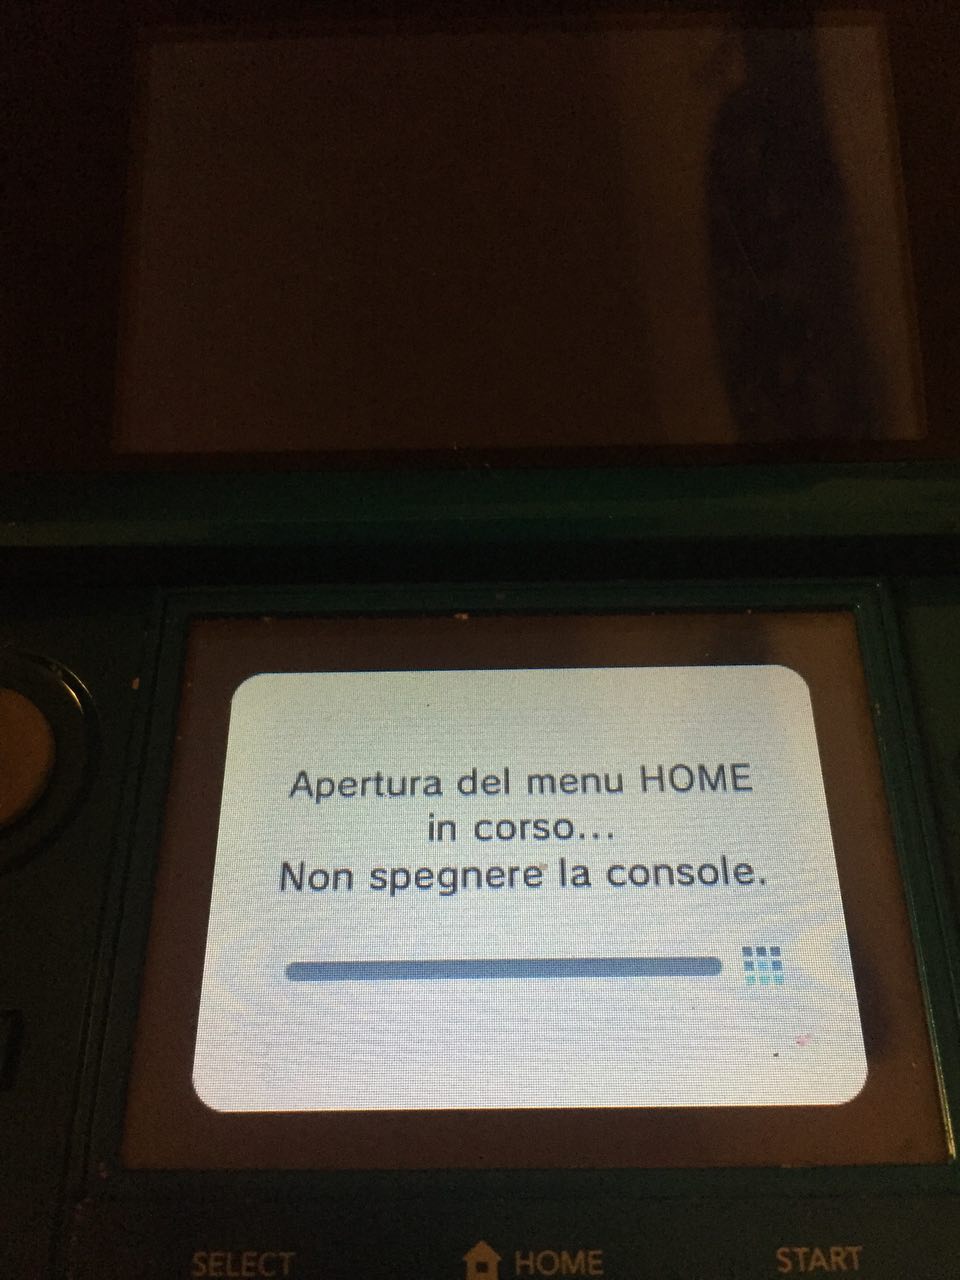 Apertura del menu HOME
in corso...
Non spegnere la console.
SELECT HOME START